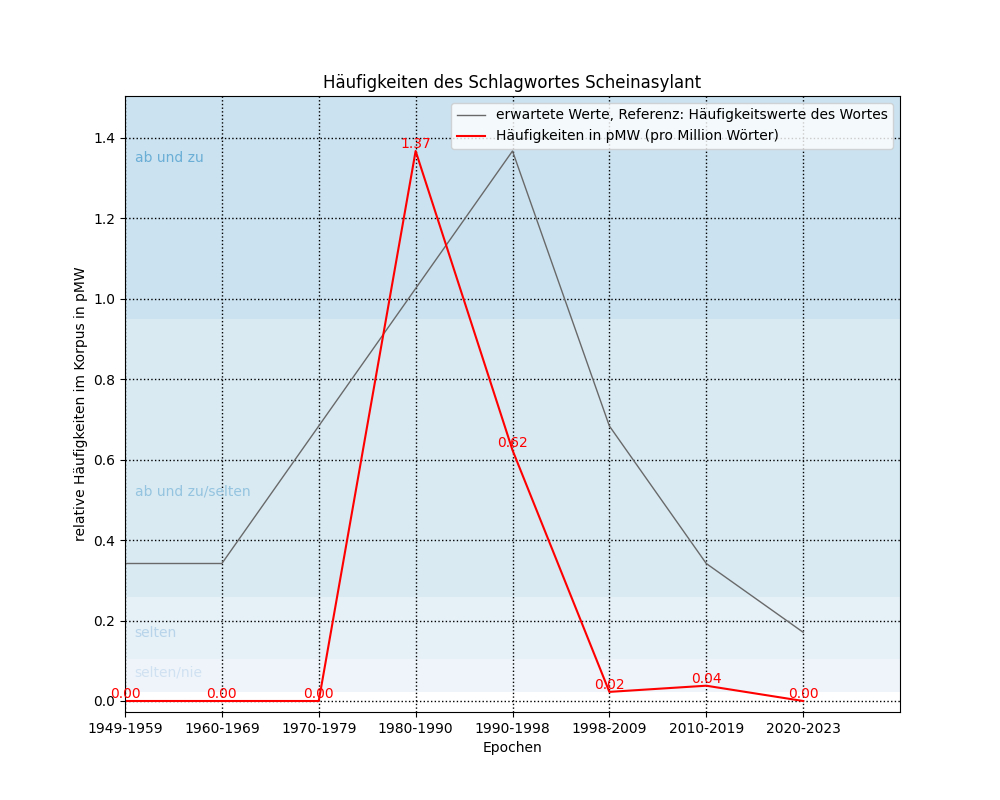 Häufigkeiten des Schlagwortes Scheinasylant
erwartete Werte, Referenz: Häufigkeitswerte des Wortes
Häufigkeiten in pMW (pro Million Wörter)
relative Häufigkeiten im Korpus in pMW
1.4
1.2
1.0
0.8
0.6
0.4
0.2
0.0
ab und zu
ab und zu/selten
selten
selten/nie
0.00
0.00
0.00
1.37
0.62
0.02
0.04
0.00
1949-1959 1960-1969 1970-1979 1980-1990 1990-1998 1998-2009 2010-2019 2020-2023
Epochen